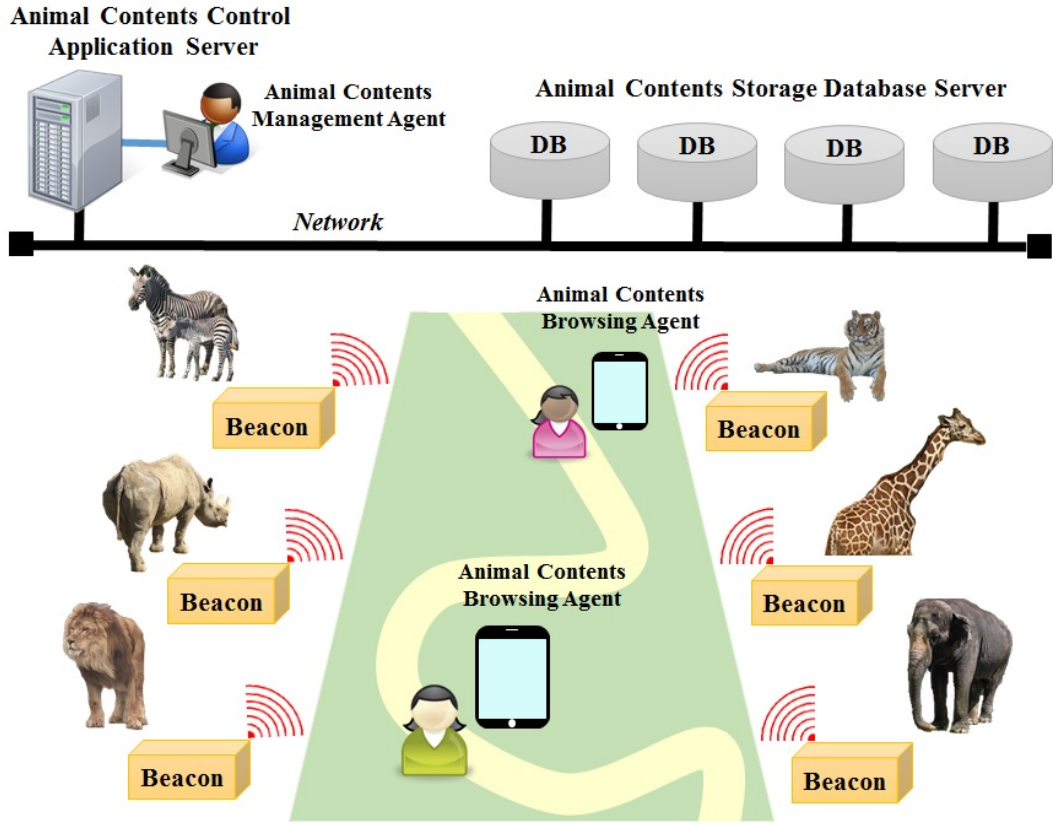 Animal Contents Control
Application Server
Animal Contents
Management Agent
Animal Contents Storage Database Server
DB
DB
DB
DB
Network
Animal Contents
Browsing Agent
Beacon
Beacon
Beacon
Beacon
Animal Contents
Browsing Agent
Beacon
Beacon